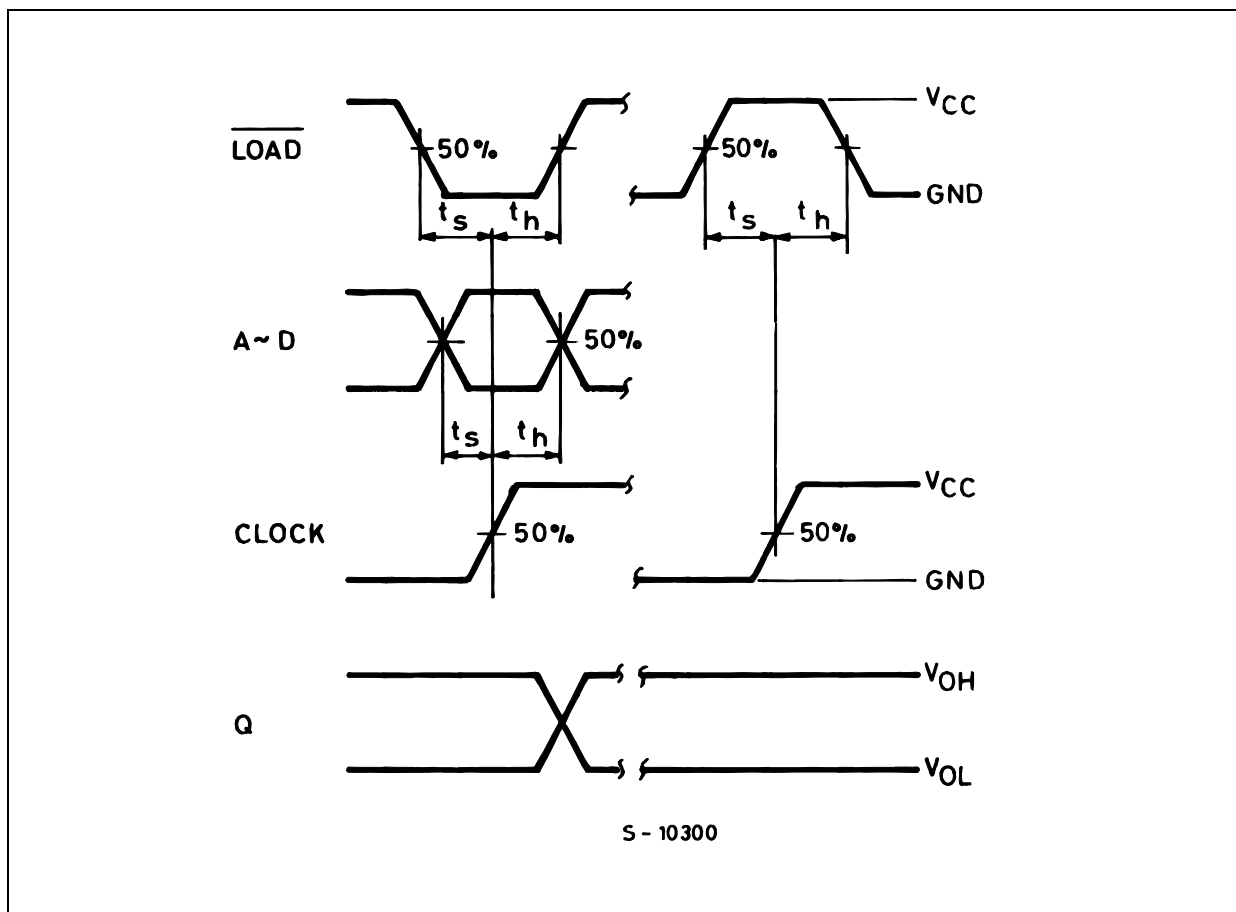 V_CC
LOAD 50% 50%
GND
t_s t_h t_s t_h
A~D 50%
t_s t_h
V_CC
CLOCK 50% 50%
GND
V_OH
Q
V_OL
S-10300